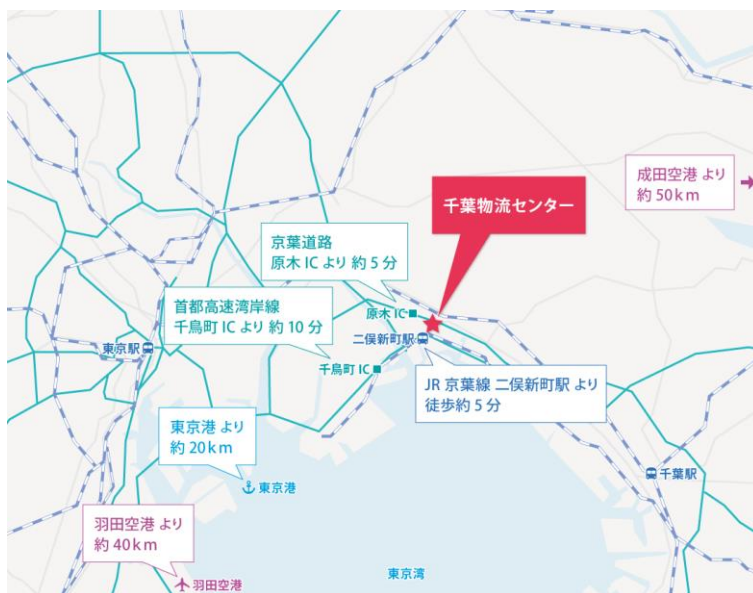 成田空港 より
約 50km
千葉物流センター
京葉道路
原木 IC より 約 5 分
首都高速湾岸線
千鳥町 IC より 約 10 分
原木 IC
二俣新町駅
東京駅
千鳥町 IC
JR 京葉線 二俣新町駅 より
徒歩約 5 分
東京港 より
約 20km
千葉駅
東京港
羽田空港 より
約 40km
東京湾
羽田空港